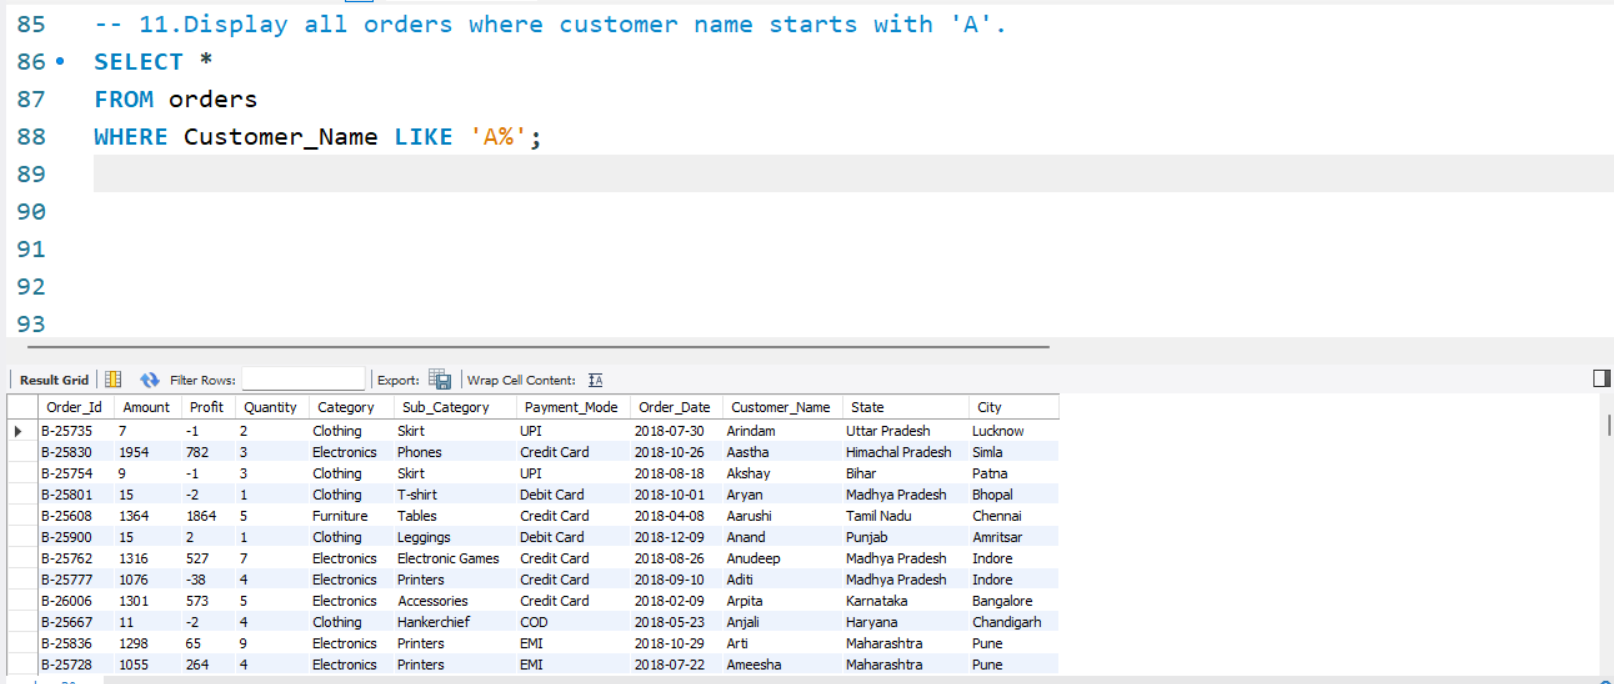 85 -- 11.Display all orders where customer name starts with 'A'.
86 SELECT *
87 FROM orders
88 WHERE Customer_Name LIKE 'A%';
89
90
91
92
93
Result Grid Filter Rows: Export: Wrap Cell Content:
Order_Id Amount Profit Quantity Category Sub_Category Payment_Mode Order_Date Customer_Name State City
B-25735 7 -1 2 Clothing Skirt UPI 2018-07-30 Arindam Uttar Pradesh Lucknow
B-25830 1954 782 3 Electronics Phones Credit Card 2018-10-26 Aastha Himachal Pradesh Simla
B-25754 9 -1 3 Clothing Skirt UPI 2018-08-18 Akshay Bihar Patna
B-25801 15 -2 1 Clothing T-shirt Debit Card 2018-10-01 Aryan Madhya Pradesh Bhopal
B-25608 1364 1864 5 Furniture Tables Credit Card 2018-04-08 Aarushi Tamil Nadu Chennai
B-25900 15 2 1 Clothing Leggings Debit Card 2018-12-09 Anand Punjab Amritsar
B-25762 1316 527 7 Electronics Electronic Games Credit Card 2018-08-26 Anudeep Madhya Pradesh Indore
B-25777 1076 -38 4 Electronics Printers Credit Card 2018-09-10 Aditi Madhya Pradesh Indore
B-26006 1301 573 5 Electronics Accessories Credit Card 2018-02-09 Arpita Karnataka Bangalore
B-25667 11 -2 4 Clothing Hankerchief COD 2018-05-23 Anjali Haryana Chandigarh
B-25836 1298 65 9 Electronics Printers EMI 2018-10-29 Arti Maharashtra Pune
B-25728 1055 264 4 Electronics Printers EMI 2018-07-22 Ameesha Maharashtra Pune